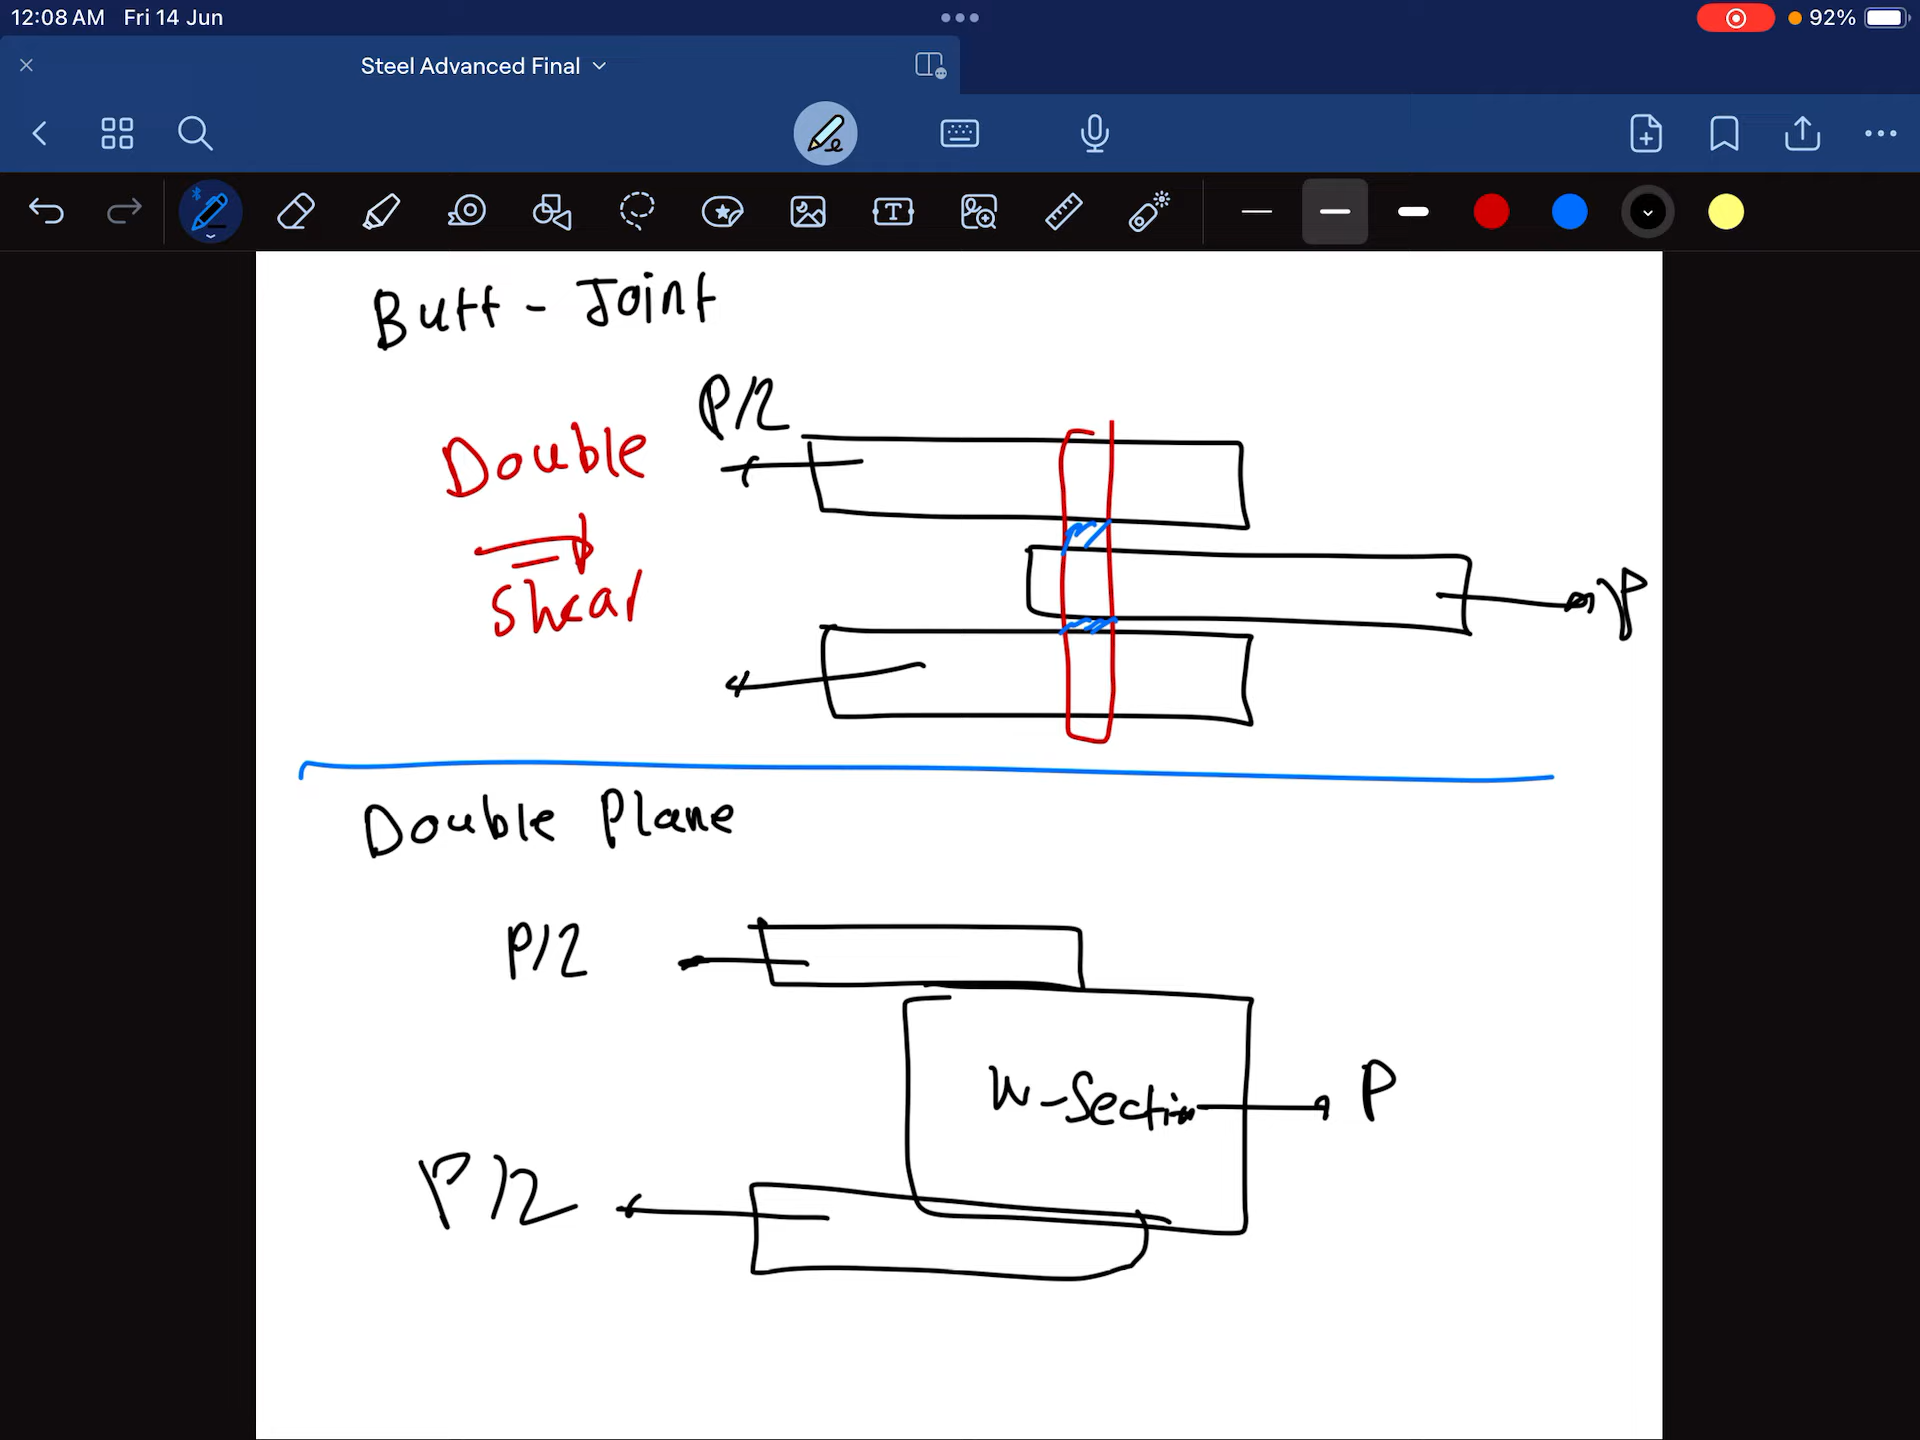 12:08 AM Fri 14 Jun
92%
Steel Advanced Final
Butt - Joint
P/2
Double
Shear
P
Double Plane
P/2
W-Section
P
P/2